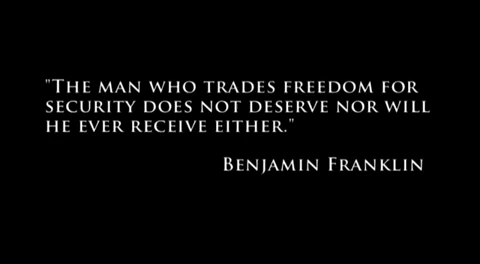 "The man who trades freedom for
security does not deserve nor will
he ever receive either."
Benjamin Franklin